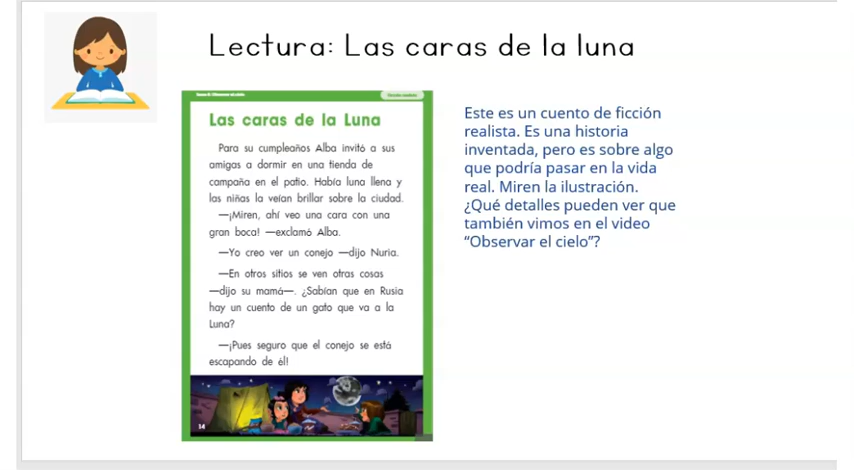 Lectura: Las caras de la luna
Las caras de la Luna
Para su cumpleaños Alba invitó a sus
amigas a dormir en una tienda de
campaña en el patio. Había luna llena y
las niñas la veían brillar sobre la ciudad.
—¡Miren, ahí veo una cara con una
gran boca! —exclamó Alba.
—Yo creo ver un conejo —dijo Nuria.
—En otros sitios se ven otras cosas
—dijo su mamá—. ¿Sabían que en Rusia
hay un cuento de un gato que va a la
Luna?
—¡Pues seguro que el conejo se está
escapando de él!
14
Este es un cuento de ficción
realista. Es una historia
inventada, pero es sobre algo
que podría pasar en la vida
real. Miren la ilustración.
¿Qué detalles pueden ver que
también vimos en el video
“Observar el cielo”?